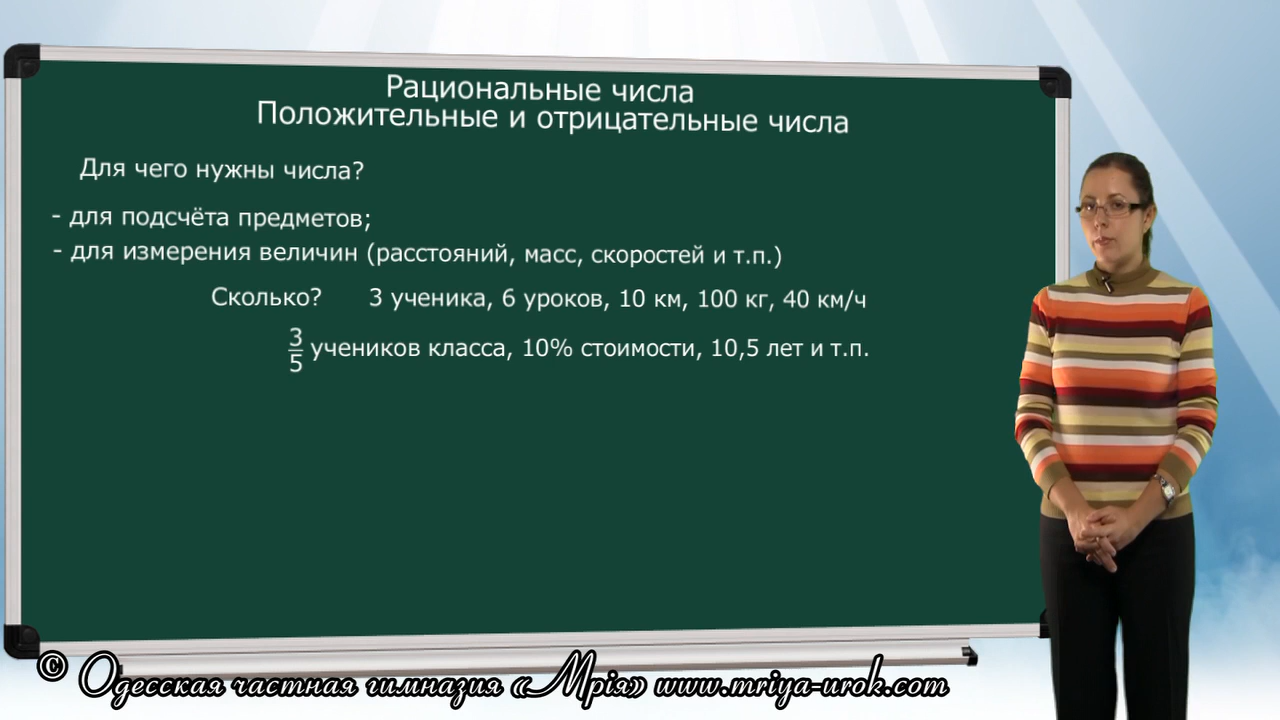 Рациональные числа
Положительные и отрицательные числа
Для чего нужны числа?
- для подсчёта предметов;
- для измерения величин (расстояний, масс, скоростей и т.п.)
Сколько? 3 ученика, 6 уроков, 10 км, 100 кг, 40 км/ч
3/5 учеников класса, 10% стоимости, 10,5 лет и т.п.
© Одесская частная гимназия «Мрія» www.mriya-urok.com